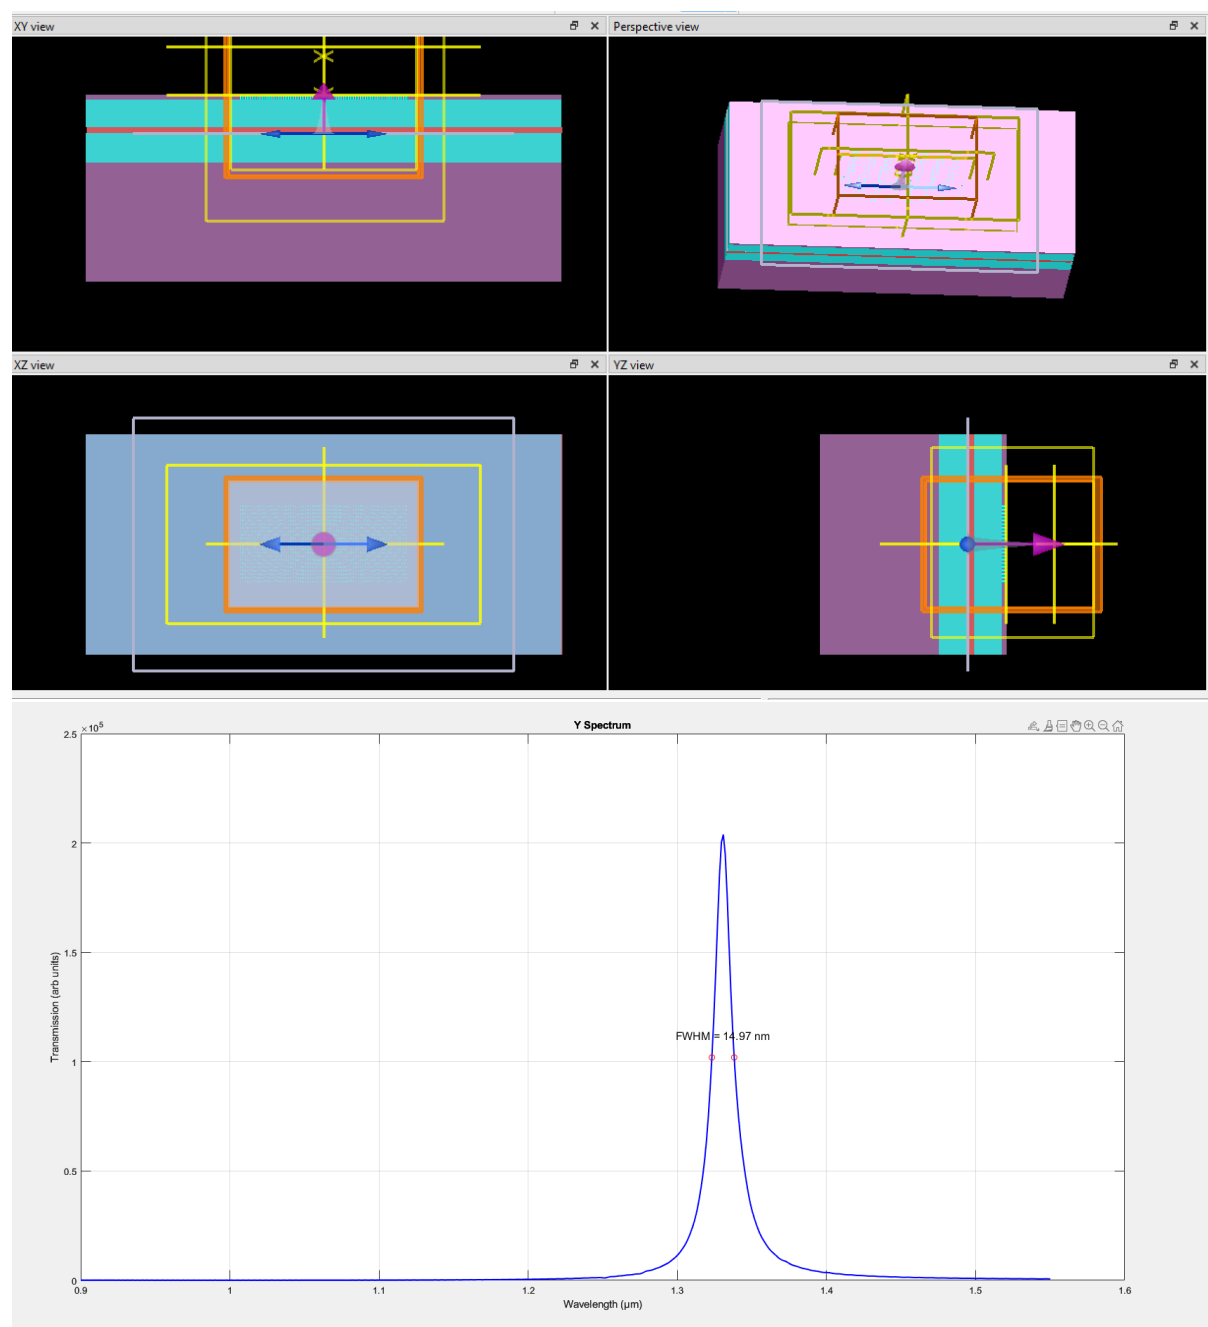 XY view
Perspective view
XZ view
YZ view
Y Spectrum
×10⁵
2.5
2
1.5
1
0.5
0
Transmission (arb units)
FWHM = 14.97 nm
0.9
1
1.1
1.2
1.3
1.4
1.5
1.6
Wavelength (μm)